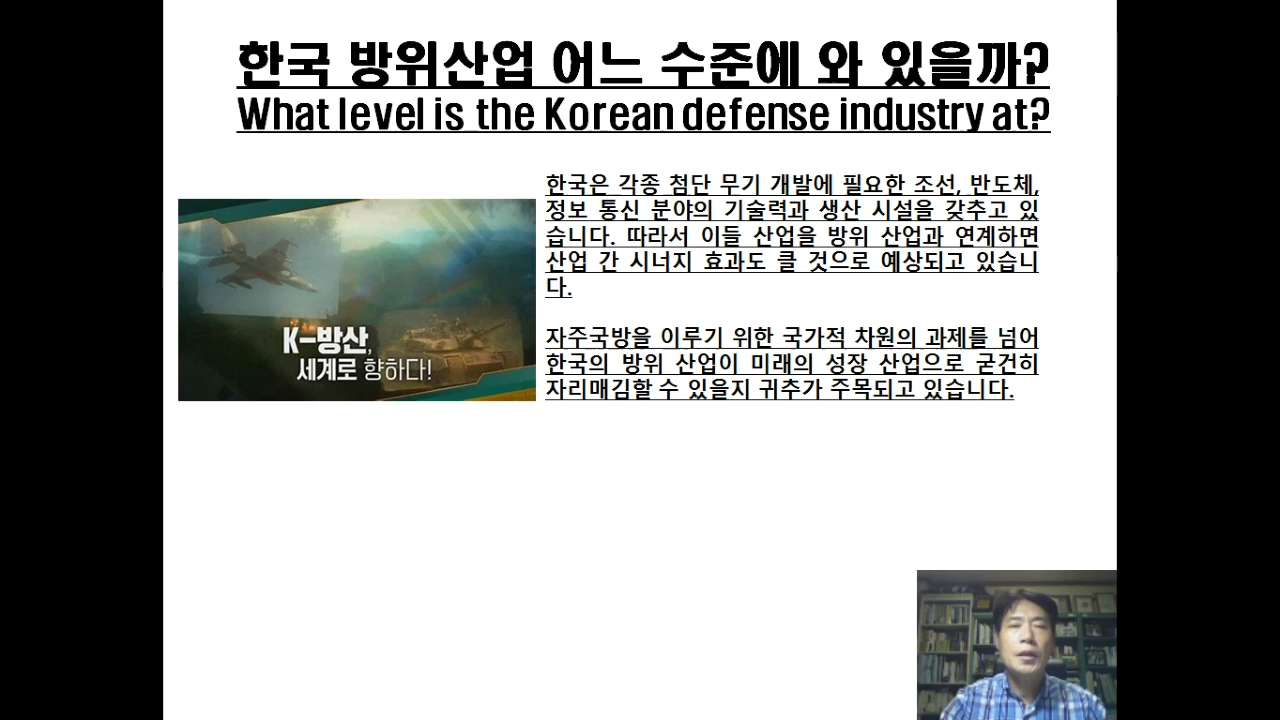 한국 방위산업 어느 수준에 와 있을까?
What level is the Korean defense industry at?
한국은 각종 첨단 무기 개발에 필요한 조선, 반도체,
정보 통신 분야의 기술력과 생산 시설을 갖추고 있
습니다. 따라서 이들 산업을 방위 산업과 연계하면
산업 간 시너지 효과도 클 것으로 예상되고 있습니
다.
자주국방을 이루기 위한 국가적 차원의 과제를 넘어
한국의 방위 산업이 미래의 성장 산업으로 굳건히
자리매김할 수 있을지 귀추가 주목되고 있습니다.
K-방산,
세계로 향하다!